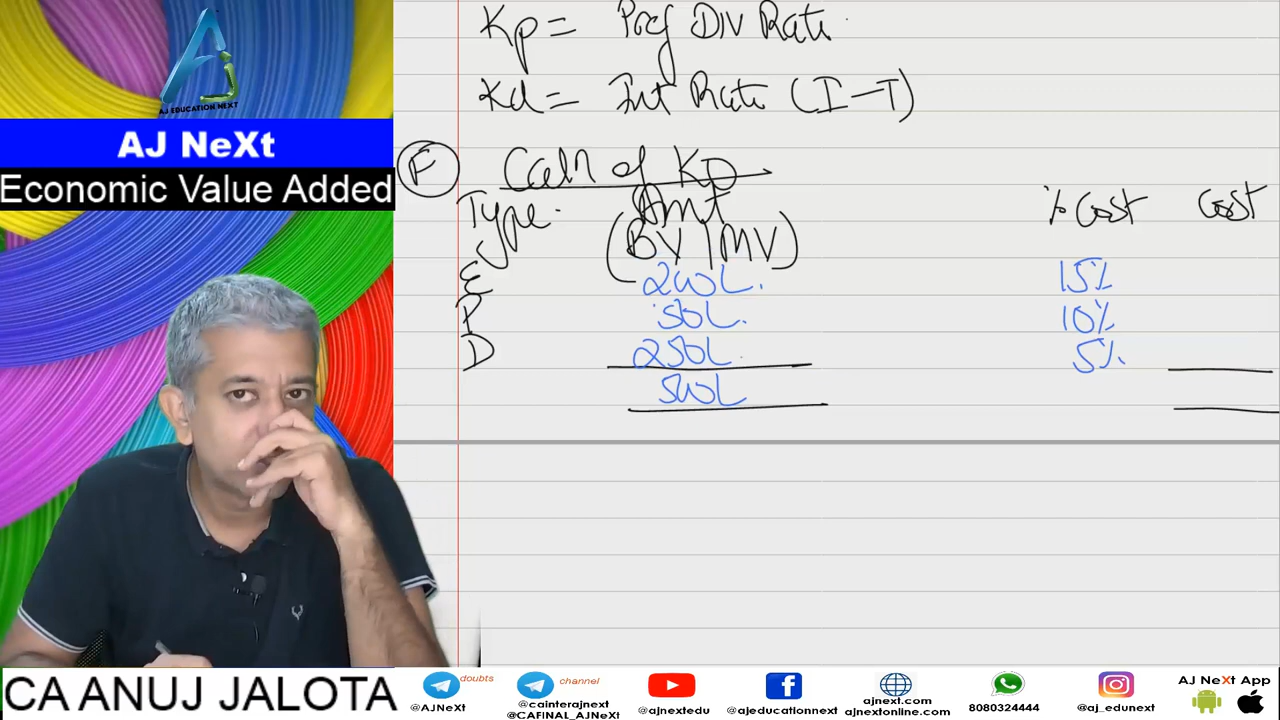 Aj
AJ EDUCATION NEXT
AJ NeXt
Economic Value Added
Kp = Pref Div Rate
Kd = Int Rate (I-T)
F Caln of Ko
Type Amt % Cost Cost
(BV/MV)
E 200L. 15%
P 50L. 10%
D 250L. 5%.
500L
CA ANUJ JALOTA
doubts
@AJNeXt
channel
@cainterajnext
@CAFINAL_AJNeXt
@ajnextedu
@ajeducationnext
ajnext.com
ajnextonline.com
8080324444
@aj_edunext
AJ NeXt App